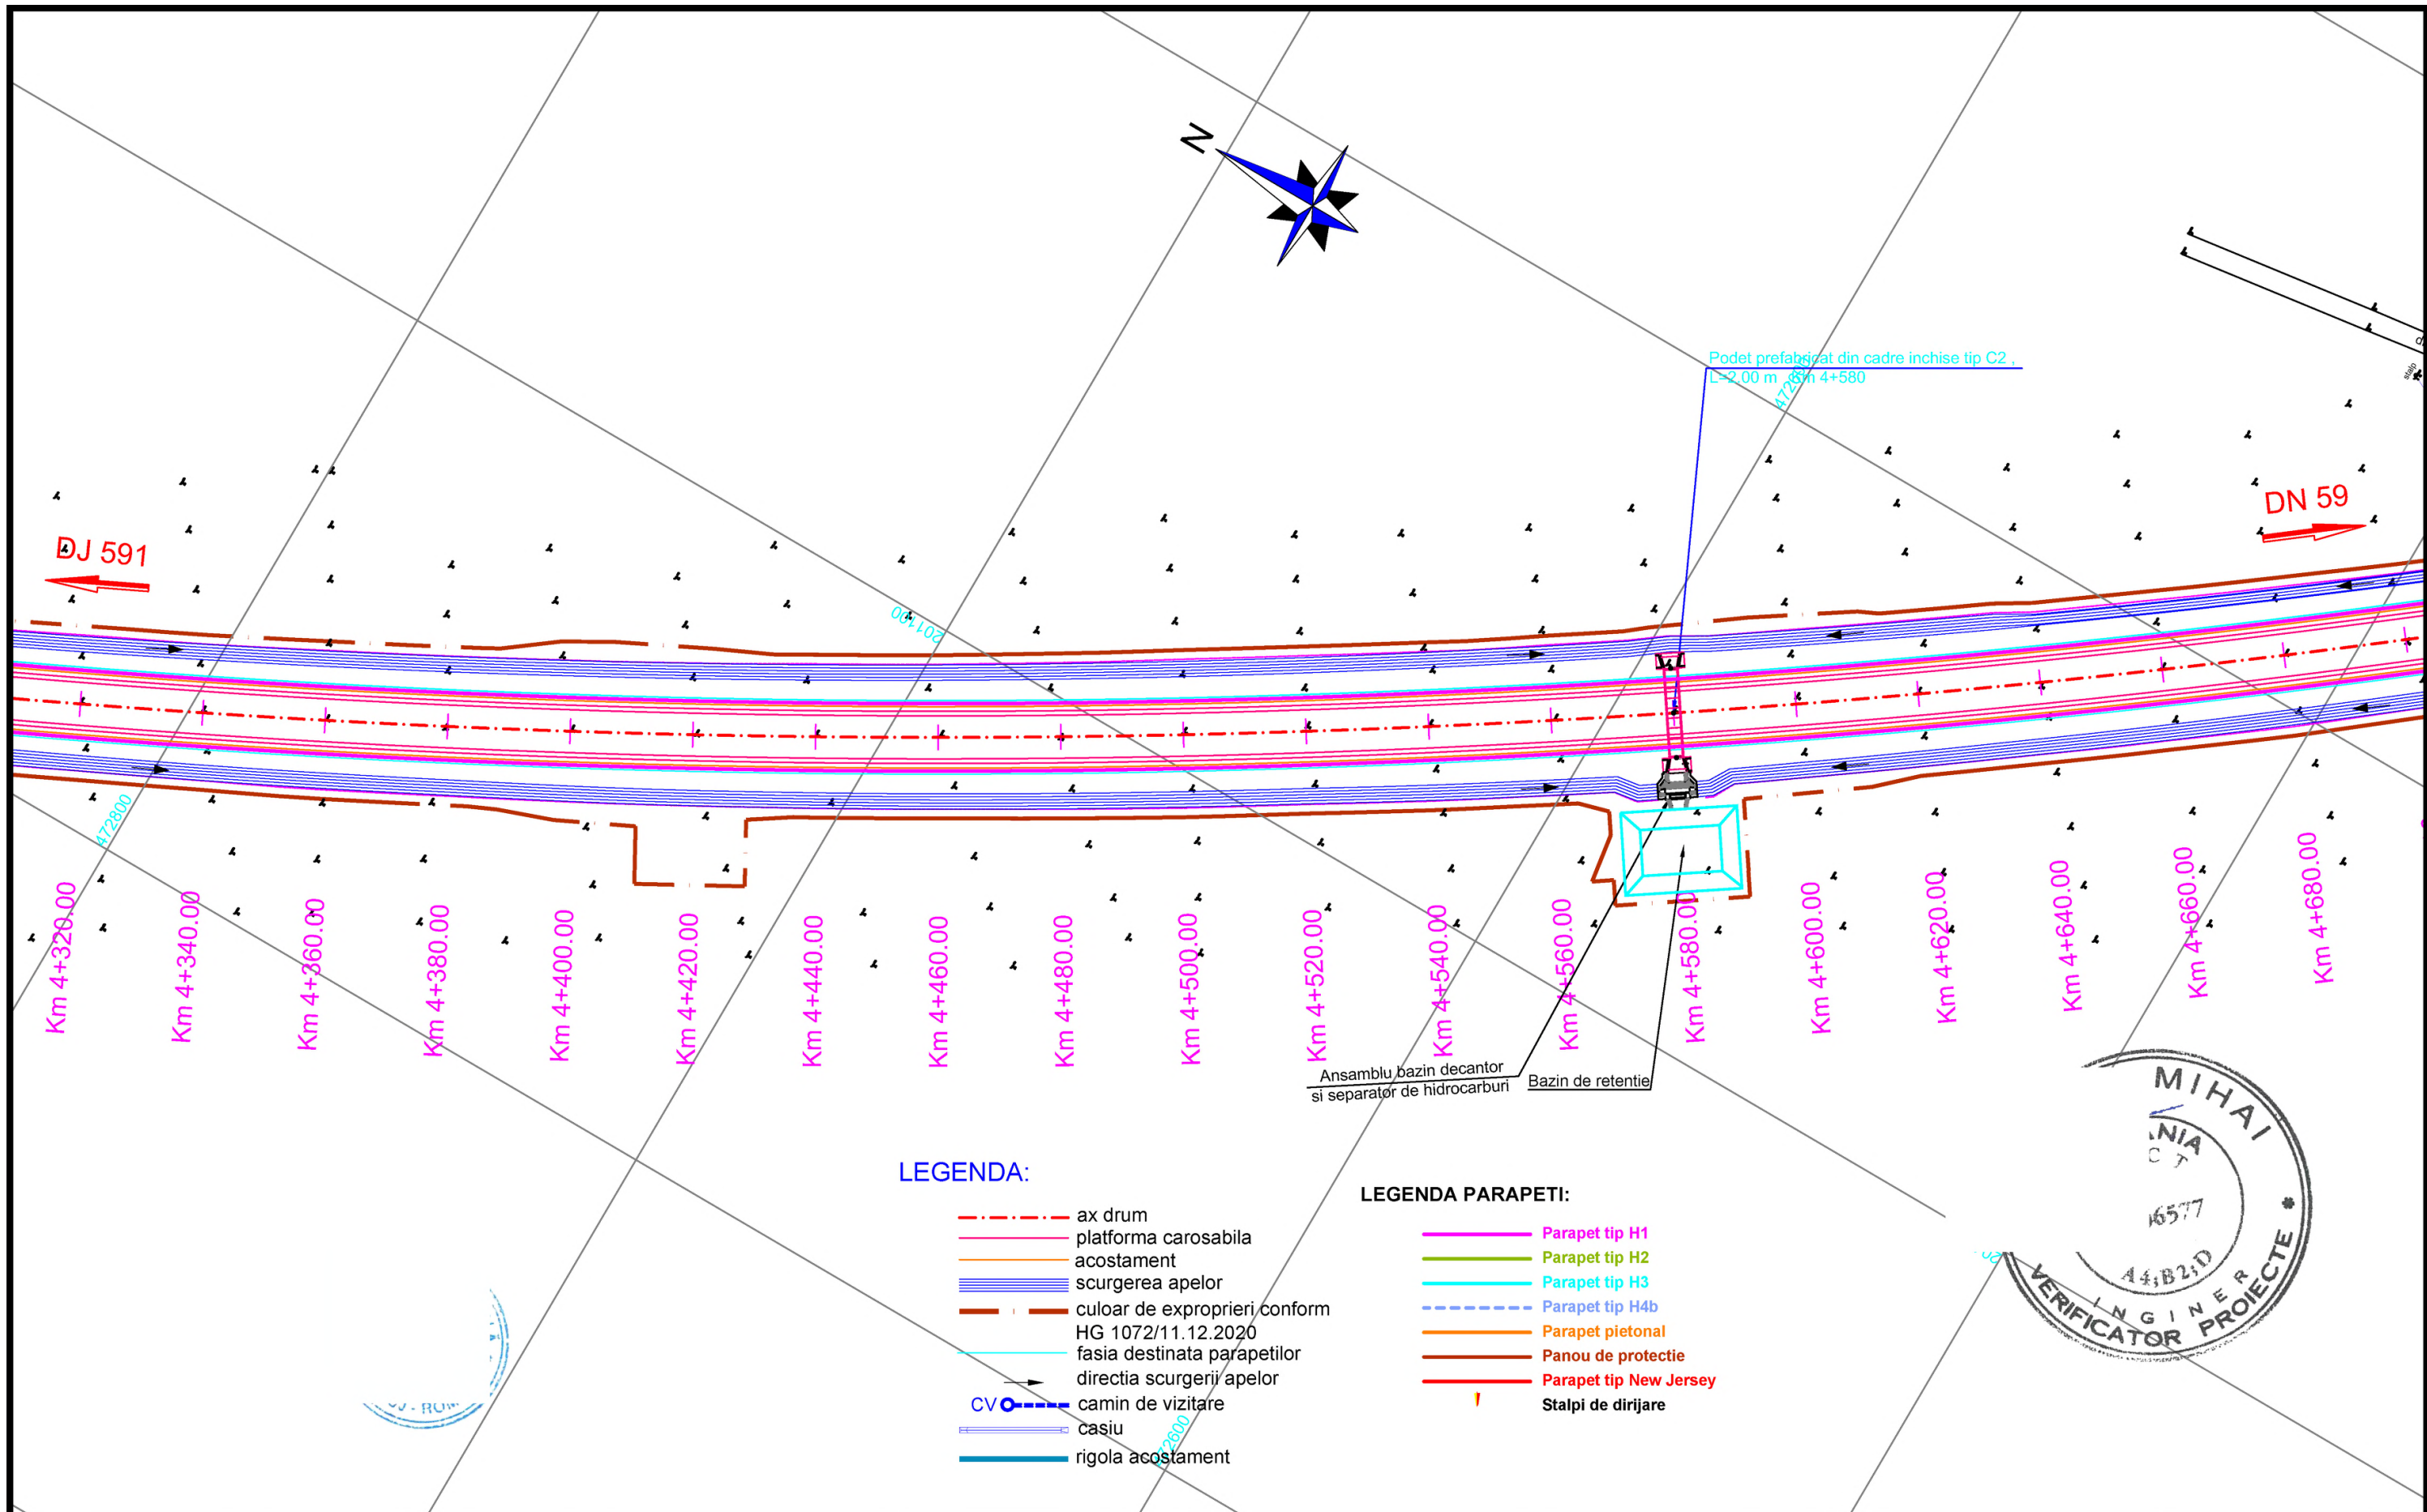 N
Podet prefabricat din cadre inchise tip C2 ,
L=2,00 m Km 4+580
stalp
DJ 591
DN 59
201100
472800
Km 4+320.00
Km 4+340.00
Km 4+360.00
Km 4+380.00
Km 4+400.00
Km 4+420.00
Km 4+440.00
Km 4+460.00
Km 4+480.00
Km 4+500.00
Km 4+520.00
Km 4+540.00
Km 4+560.00
Km 4+580.00
Km 4+600.00
Km 4+620.00
Km 4+640.00
Km 4+660.00
Km 4+680.00
Ansamblu bazin decantor
si separator de hidrocarburi
Bazin de retentie
LEGENDA:
ax drum
platforma carosabila
acostament
scurgerea apelor
culoar de exproprieri conform
HG 1072/11.12.2020
fasia destinata parapetilor
directia scurgerii apelor
CV camin de vizitare
casiu
rigola acostament
472600
LEGENDA PARAPETI:
Parapet tip H1
Parapet tip H2
Parapet tip H3
Parapet tip H4b
Parapet pietonal
Panou de protectie
Parapet tip New Jersey
Stalpi de dirijare
MIHAI
6577
A4;B2;D
INGINER
VERIFICATOR PROIECTE